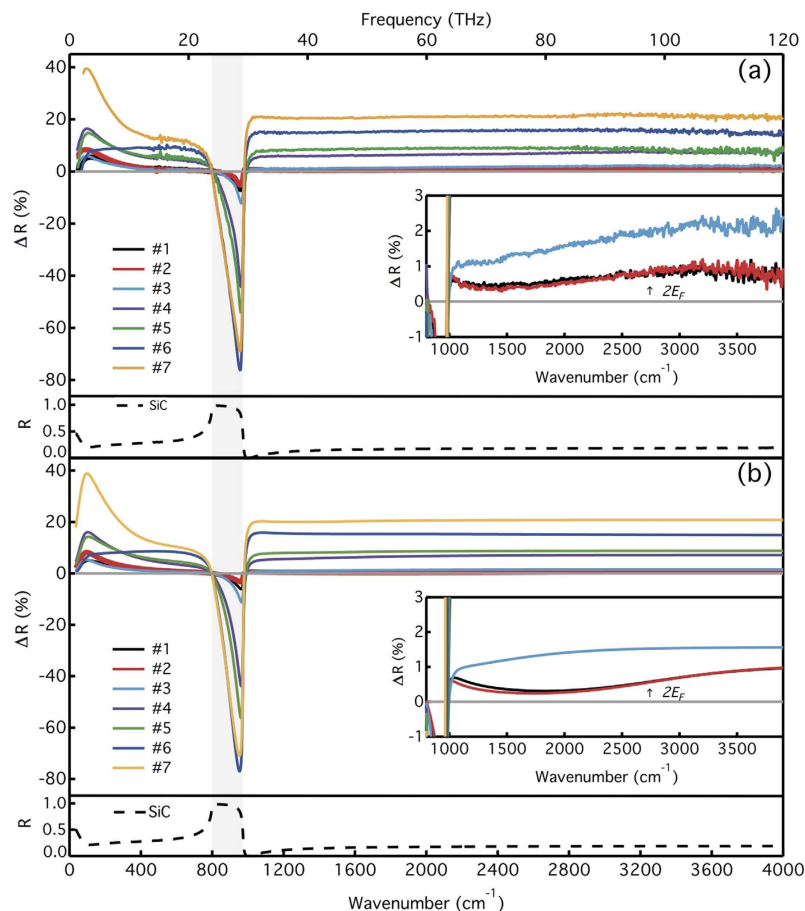 Frequency (THz)
0 20 40 60 80 100 120
(a)
40
20
0
-20
-40
-60
-80
ΔR (%)
#1
#2
#3
#4
#5
#6
#7
3
2
1
0
-1
ΔR (%)
↑ 2E_F
1000 1500 2000 2500 3000 3500
Wavenumber (cm⁻¹)
1.0
0.5
0.0
R
SiC
(b)
40
20
0
-20
-40
-60
-80
ΔR (%)
#1
#2
#3
#4
#5
#6
#7
3
2
1
0
-1
ΔR (%)
↑ 2E_F
1000 1500 2000 2500 3000 3500
Wavenumber (cm⁻¹)
1.0
0.5
0.0
R
SiC
0 400 800 1200 1600 2000 2400 2800 3200 3600 4000
Wavenumber (cm⁻¹)